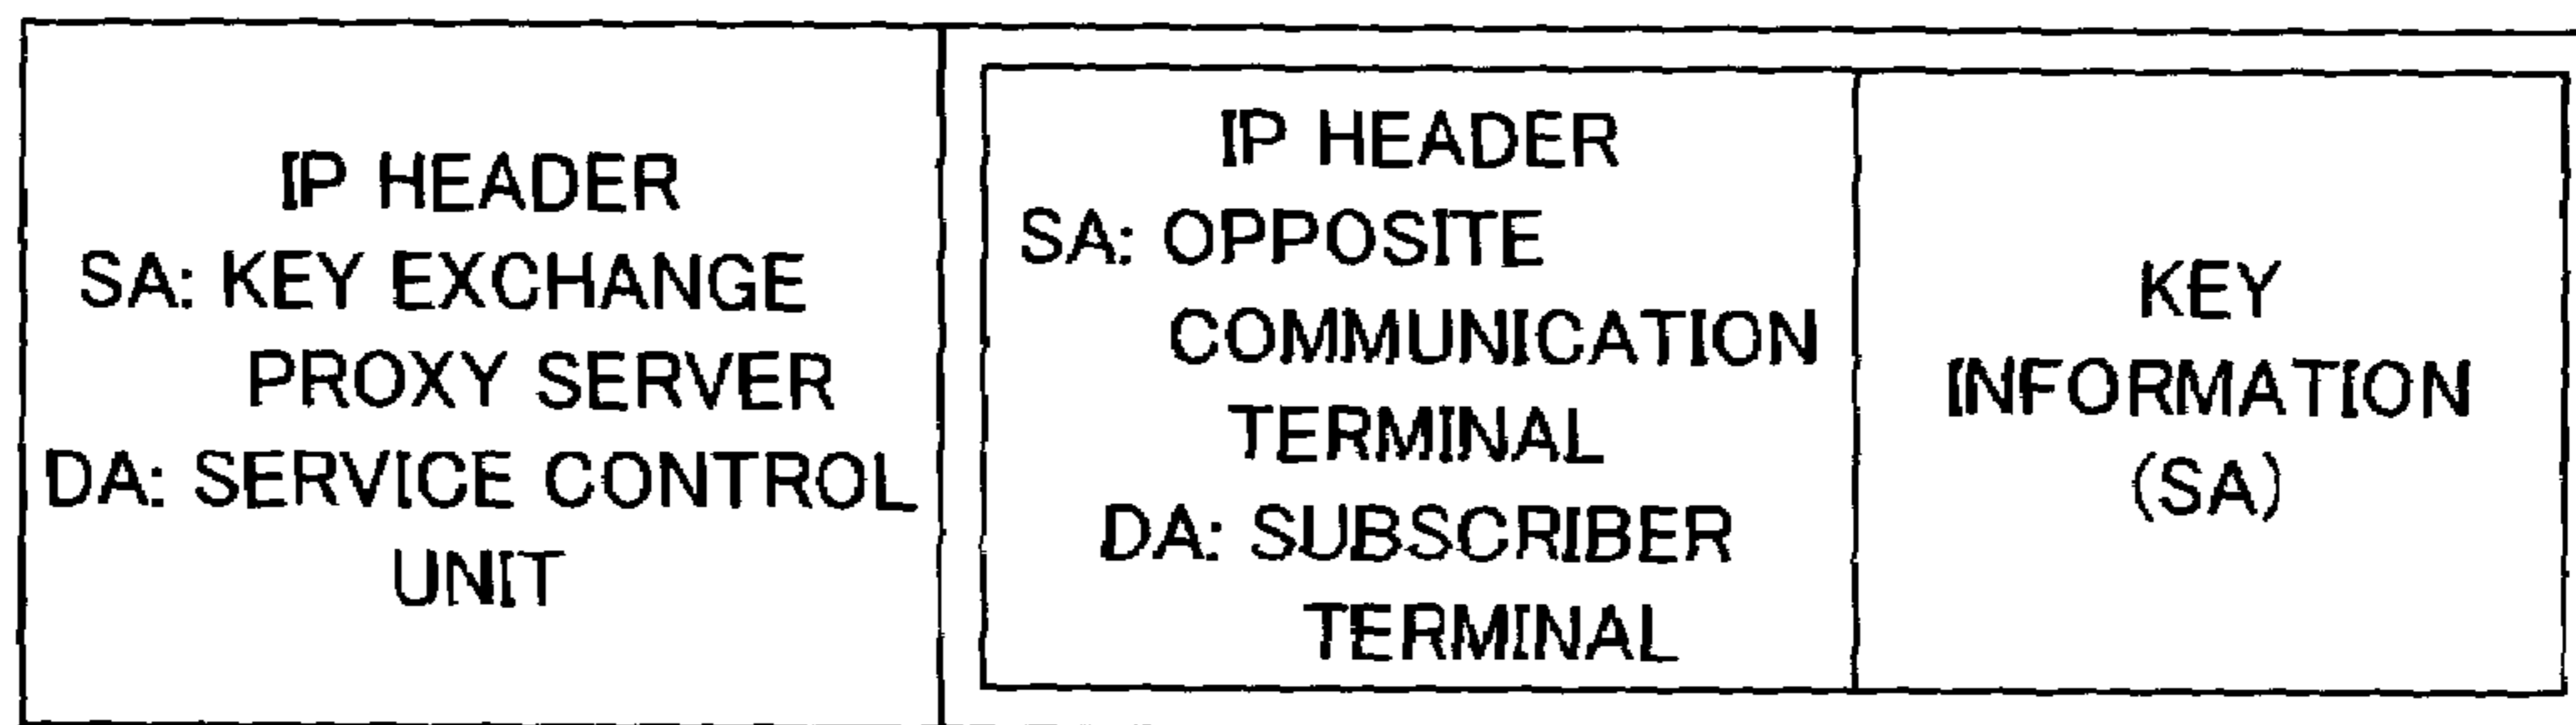 IP HEADER
SA: KEY EXCHANGE
PROXY SERVER
DA: SERVICE CONTROL
UNIT
IP HEADER
SA: OPPOSITE
COMMUNICATION
TERMINAL
DA: SUBSCRIBER
TERMINAL
KEY
INFORMATION
(SA)